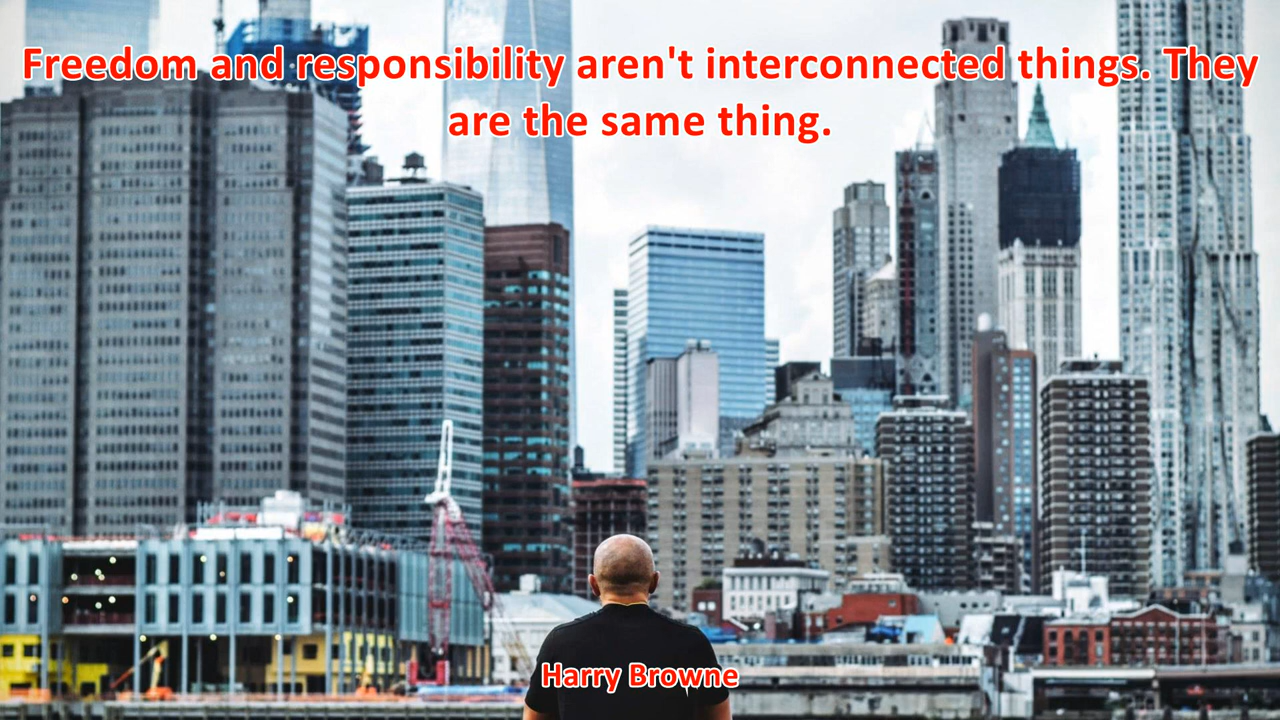 Freedom and responsibility aren't interconnected things. They
are the same thing.
Harry Browne